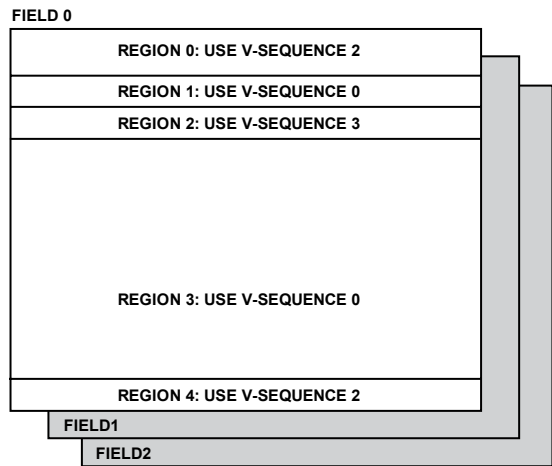 FIELD 0
REGION 0: USE V-SEQUENCE 2
REGION 1: USE V-SEQUENCE 0
REGION 2: USE V-SEQUENCE 3
REGION 3: USE V-SEQUENCE 0
REGION 4: USE V-SEQUENCE 2
FIELD1
FIELD2